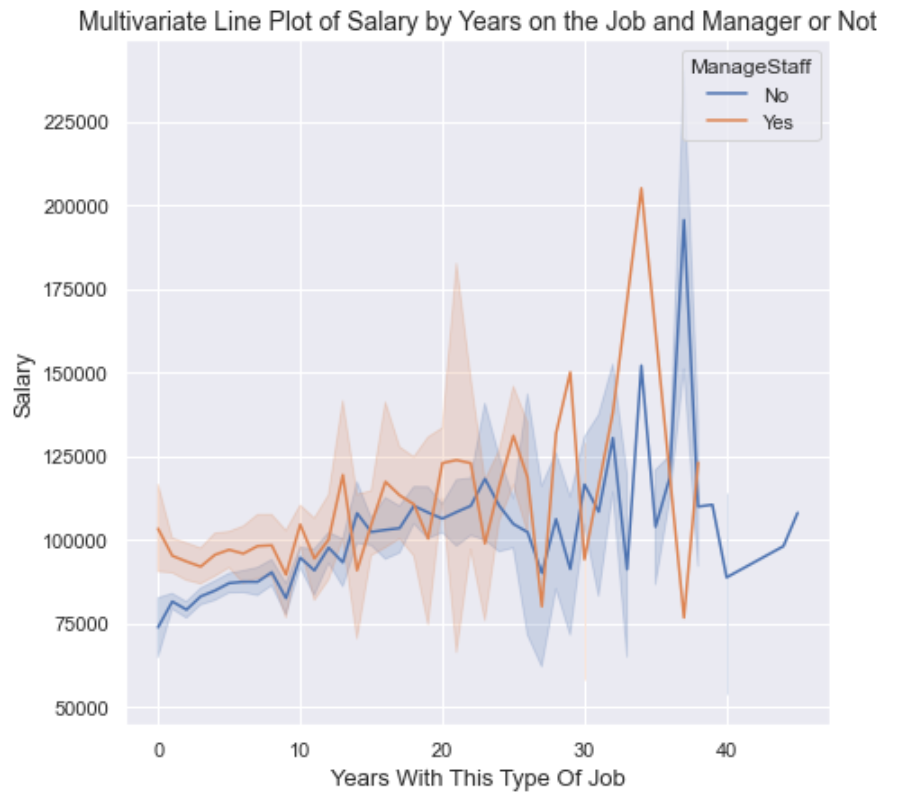 Multivariate Line Plot of Salary by Years on the Job and Manager or Not
ManageStaff
No
Yes
225000
200000
175000
150000
125000
100000
75000
50000
Salary
0 10 20 30 40
Years With This Type Of Job